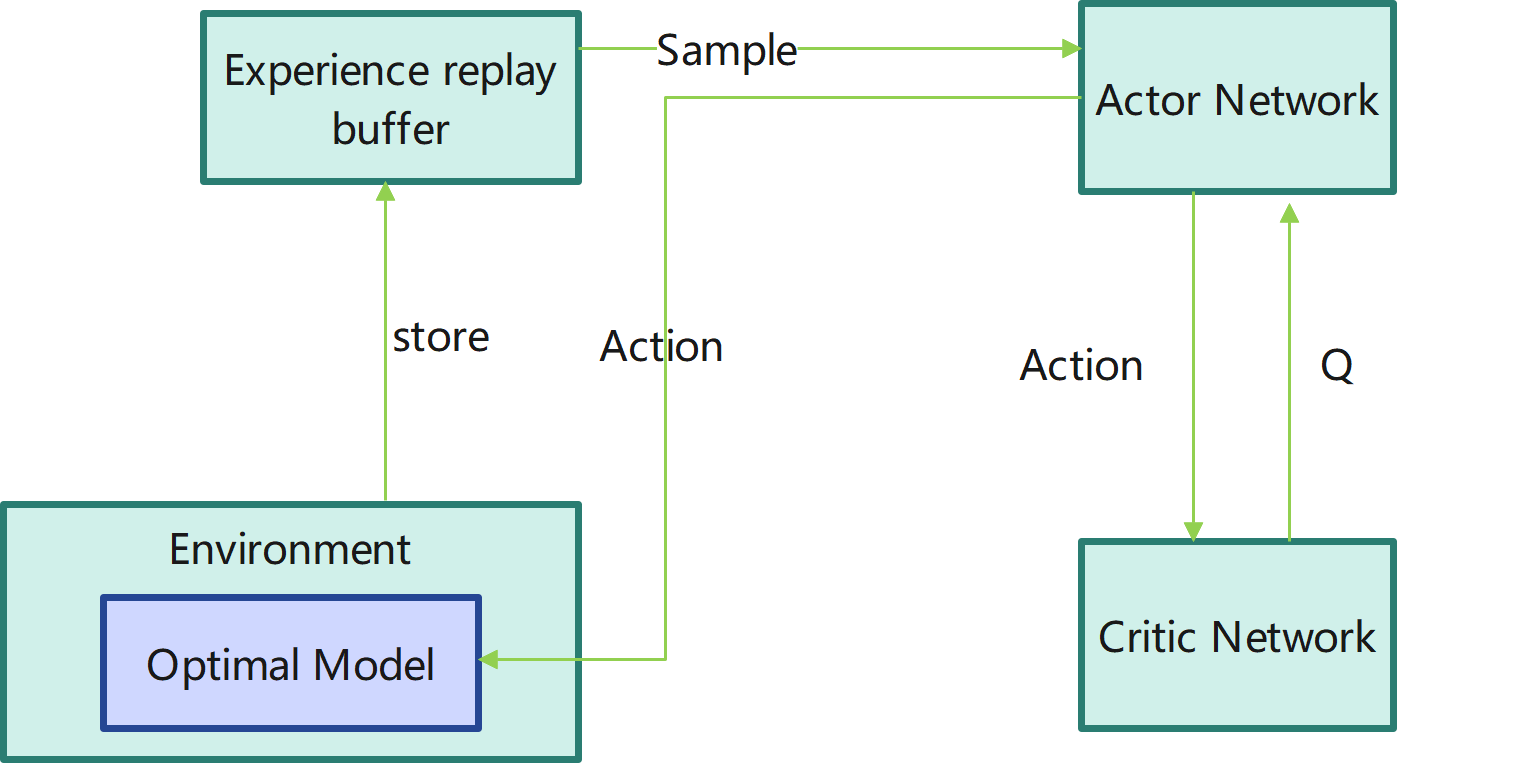 Experience replay
buffer
Sample
Actor Network
store
Action
Action
Q
Environment
Optimal Model
Critic Network